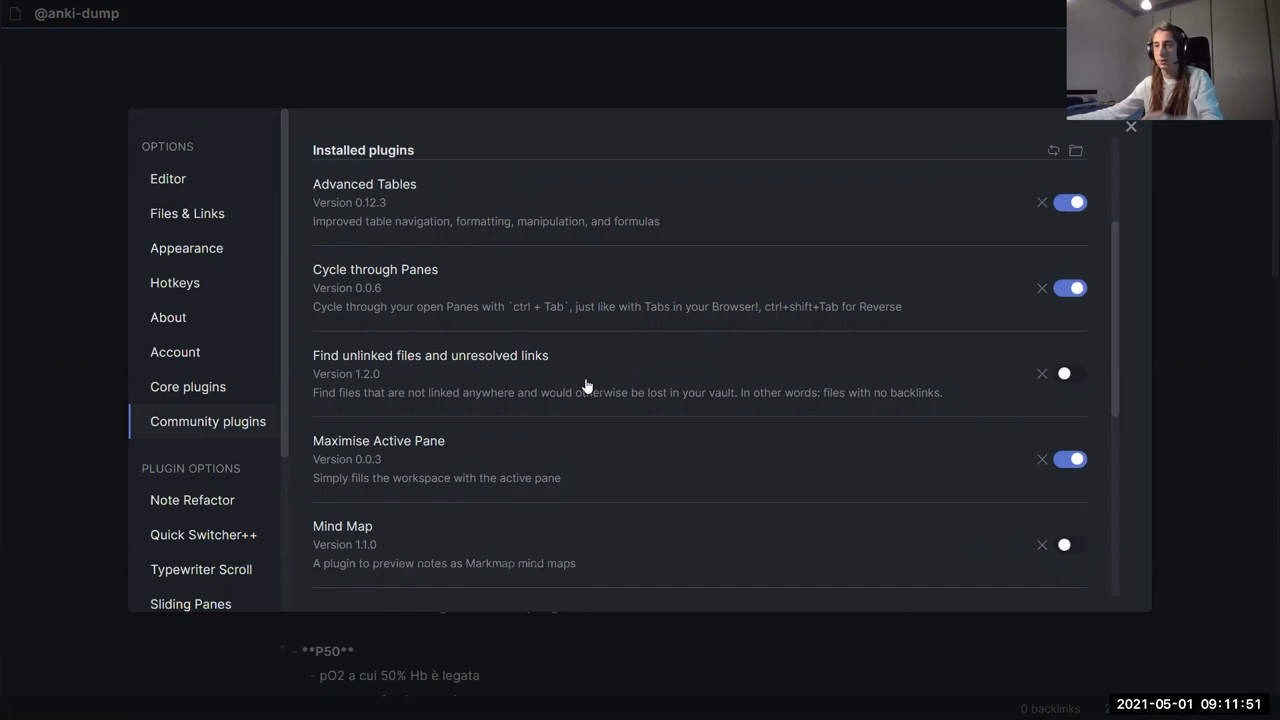 @anki-dump
OPTIONS
Editor
Files & Links
Appearance
Hotkeys
About
Account
Core plugins
Community plugins
PLUGIN OPTIONS
Note Refactor
Quick Switcher++
Typewriter Scroll
Sliding Panes
Installed plugins
Advanced Tables
Version 0.12.3
Improved table navigation, formatting, manipulation, and formulas
Cycle through Panes
Version 0.0.6
Cycle through your open Panes with `ctrl + Tab`, just like with Tabs in your Browser!, ctrl+shift+Tab for Reverse
Find unlinked files and unresolved links
Version 1.2.0
Find files that are not linked anywhere and would otherwise be lost in your vault. In other words: files with no backlinks.
Maximise Active Pane
Version 0.0.3
Simply fills the workspace with the active pane
Mind Map
Version 1.1.0
A plugin to preview notes as Markmap mind maps
- **P50**
- pO2 a cui 50% Hb è legata
0 backlinks
2021-05-01 09:11:51